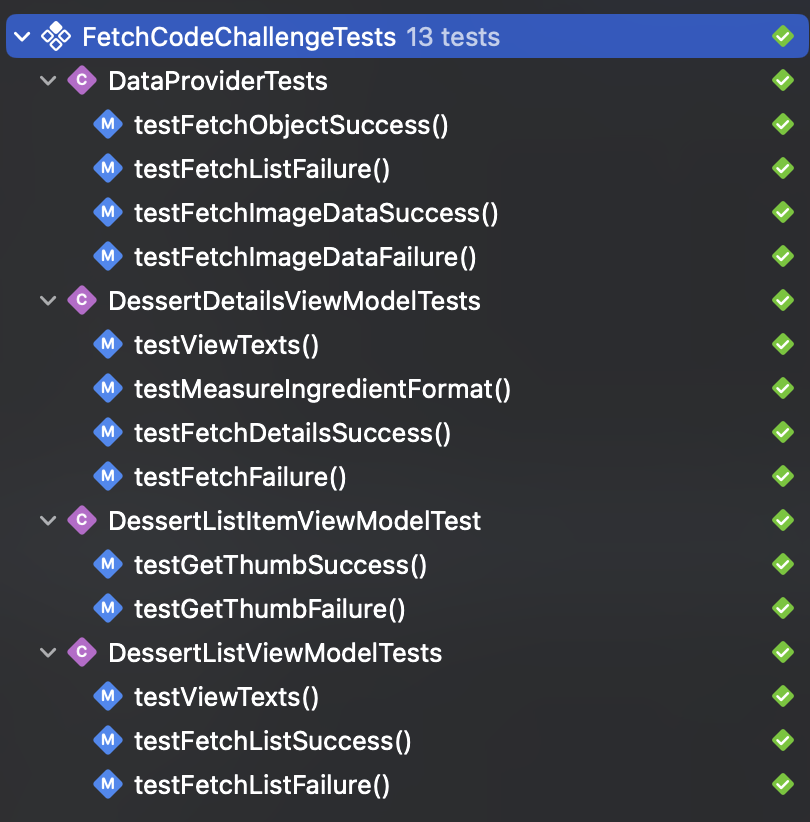 FetchCodeChallengeTests 13 tests
C DataProviderTests
M testFetchObjectSuccess()
M testFetchListFailure()
M testFetchImageDataSuccess()
M testFetchImageDataFailure()
C DessertDetailsViewModelTests
M testViewTexts()
M testMeasureIngredientFormat()
M testFetchDetailsSuccess()
M testFetchFailure()
C DessertListItemViewModelTest
M testGetThumbSuccess()
M testGetThumbFailure()
C DessertListViewModelTests
M testViewTexts()
M testFetchListSuccess()
M testFetchListFailure()